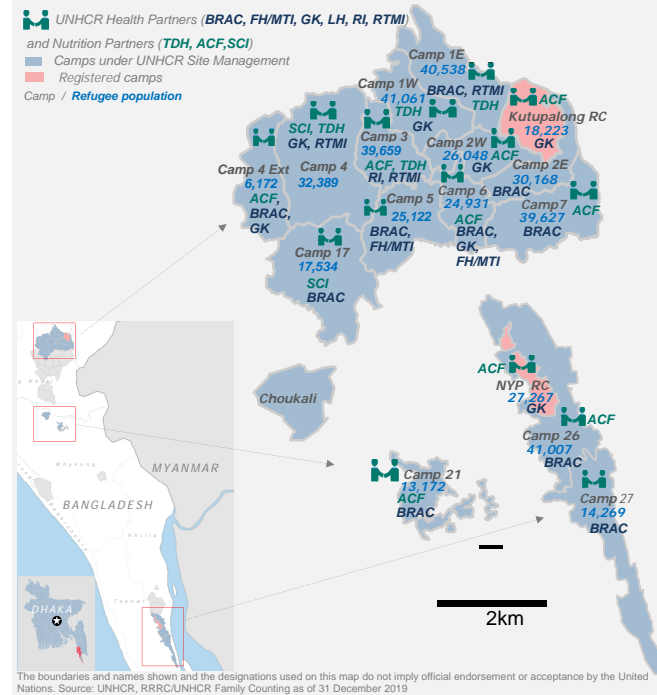 UNHCR Health Partners (BRAC, FH/MTI, GK, LH, RI, RTMI)
and Nutrition Partners (TDH, ACF,SCI)
Camps under UNHCR Site Management
Registered camps
Camp / Refugee population
Camp 1E
40,538
BRAC, RTMI
TDH
Camp 1W
41,061
TDH
GK
ACF
Kutupalong RC
18,223
GK
SCI, TDH
GK, RTMI
Camp 3
39,659
ACF, TDH
RI, RTMI
Camp 2W
26,048
ACF
GK
Camp 2E
30,168
BRAC
Camp 4 Ext
6,172
ACF,
BRAC,
GK
Camp 4
32,389
Camp 5
25,122
BRAC,
FH/MTI
Camp 6
24,931
ACF
BRAC,
GK,
FH/MTI
Camp7
39,627
BRAC
ACF
Camp 17
17,534
SCI
BRAC
Choukali
ACF
NYP RC
27,267
GK
ACF
Camp 26
41,007
BRAC
Camp 21
13,172
ACF
BRAC
Camp 27
14,269
BRAC
MYANMAR
BANGLADESH
DHAKA
2km
The boundaries and names shown and the designations used on this map do not imply official endorsement or acceptance by the United
Nations. Source: UNHCR, RRRC/UNHCR Family Counting as of 31 December 2019